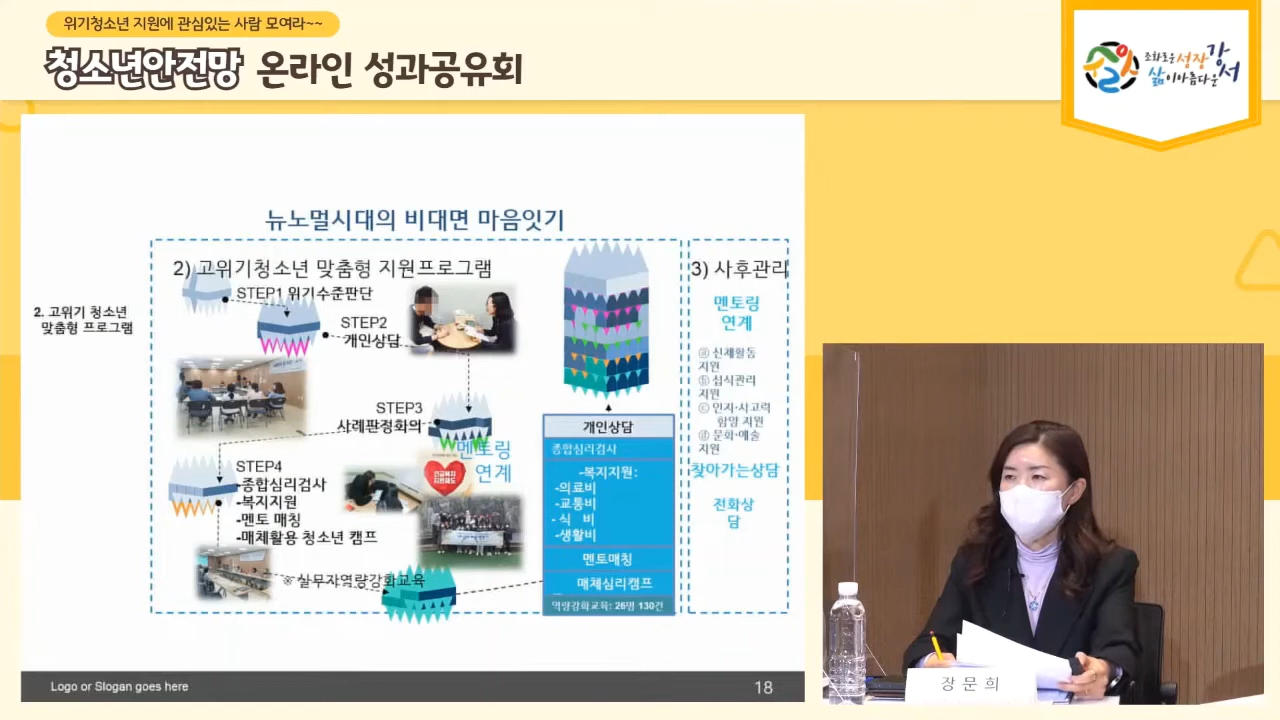 위기청소년 지원에 관심있는 사람 모여라~~
청소년안전망 온라인 성과공유회
조화로운 성장 강서
삶이아름다운
뉴노멀시대의 비대면 마음잇기
2. 고위기 청소년
맞춤형 프로그램
2) 고위기청소년 맞춤형 지원프로그램
STEP1 위기수준판단
STEP2
개인상담
STEP3
사례판정회의
멘토링
연계
STEP4
-종합심리검사
-복지지원
-멘토 매칭
-매체활용 청소년 캠프
※ 실무자역량강화교육
개인상담
종합심리검사
-복지지원:
-의료비
-교통비
- 식 비
-생활비
멘토매칭
매체심리캠프
역량강화교육: 26명 130건
3) 사후관리
멘토링
연계
ⓐ 신체활동
지원
ⓑ 섭식관리
지원
ⓒ 인지·사고력
함양 지원
ⓓ 문화·예술
지원
찾아가는상담
전화상
담
Logo or Slogan goes here
18
장 문 희